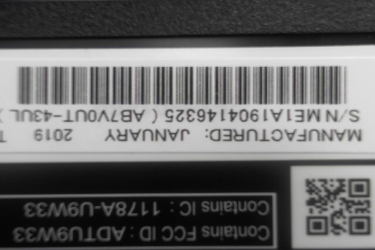 Contains FCC ID : ADTU9W33
Contains IC : 1178A-U9W33
MANUFACTURED: JANUARY 2019
S/N ME1A1904146325 ( AB7V0UT-43UL )